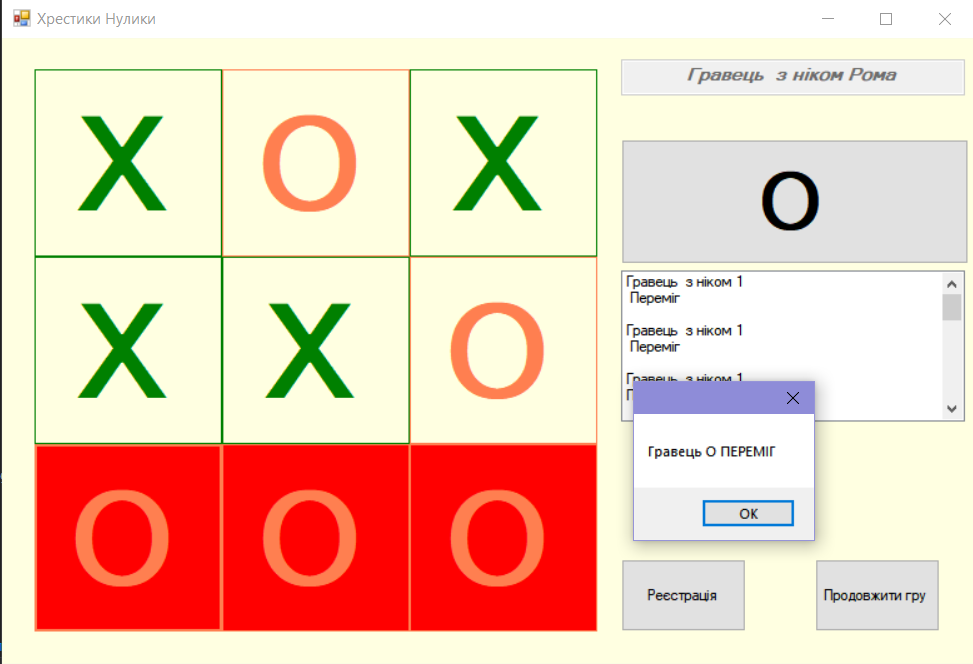 Хрестики Нулики
Гравець з ніком Рома
X O X
O
Гравець з ніком 1
Переміг
Гравець з ніком 1
Переміг
Гравець з ніком 1
X X O
Гравець О ПЕРЕМІГ
OK
O O O
Реєстрація
Продовжити гру